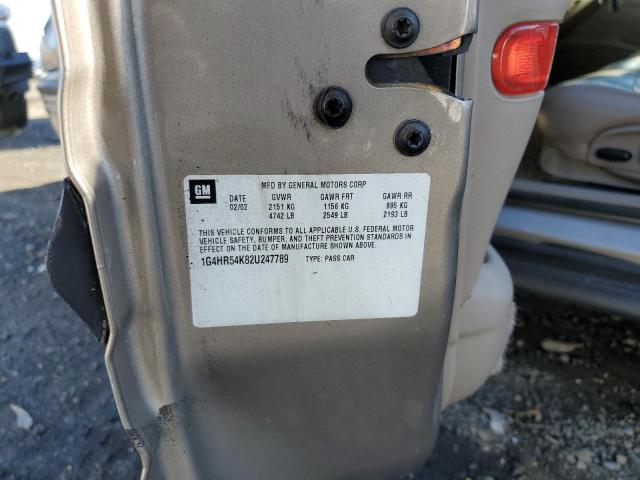 GM
MFD BY GENERAL MOTORS CORP
DATE GVWR GAWR FRT GAWR RR
02/02 2151 KG 1156 KG 995 KG
4742 LB 2549 LB 2193 LB
THIS VEHICLE CONFORMS TO ALL APPLICABLE U.S. FEDERAL MOTOR
VEHICLE SAFETY, BUMPER, AND THEFT PREVENTION STANDARDS IN
EFFECT ON THE DATE OF MANUFACTURE SHOWN ABOVE.
1G4HR54K82U247789 TYPE: PASS CAR